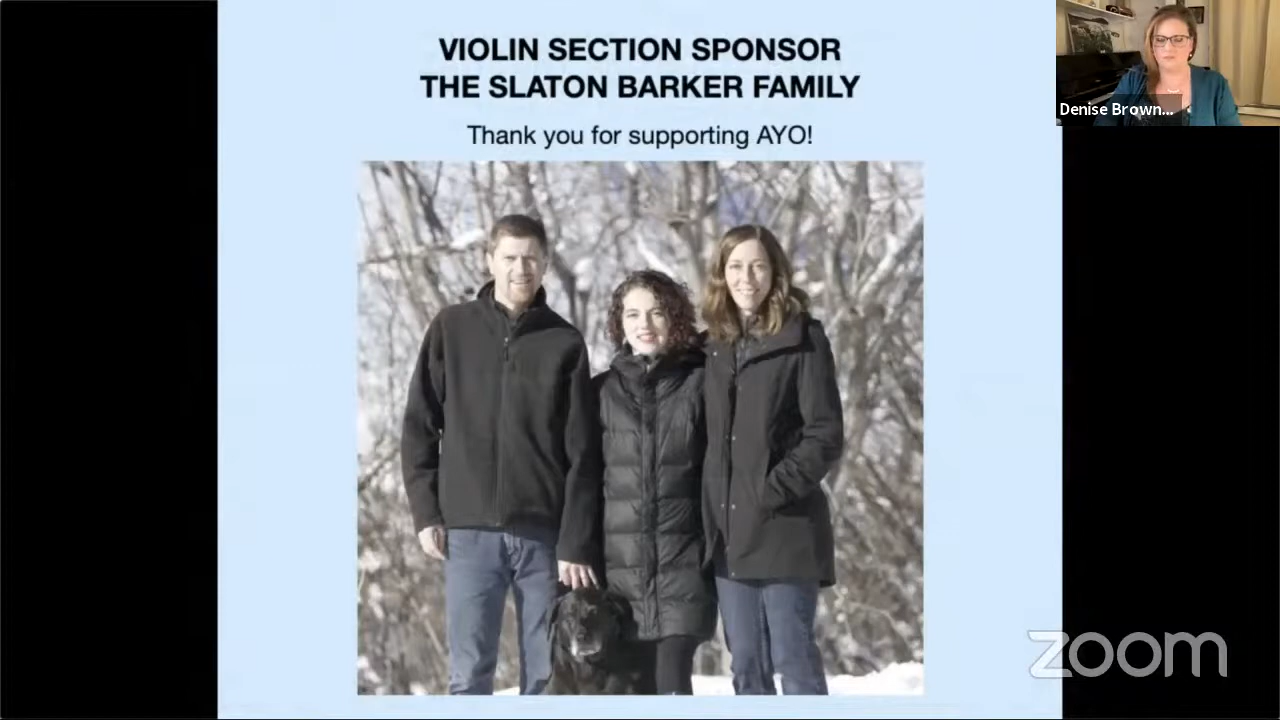 VIOLIN SECTION SPONSOR
THE SLATON BARKER FAMILY
Thank you for supporting AYO!
Denise Brown...
zoom